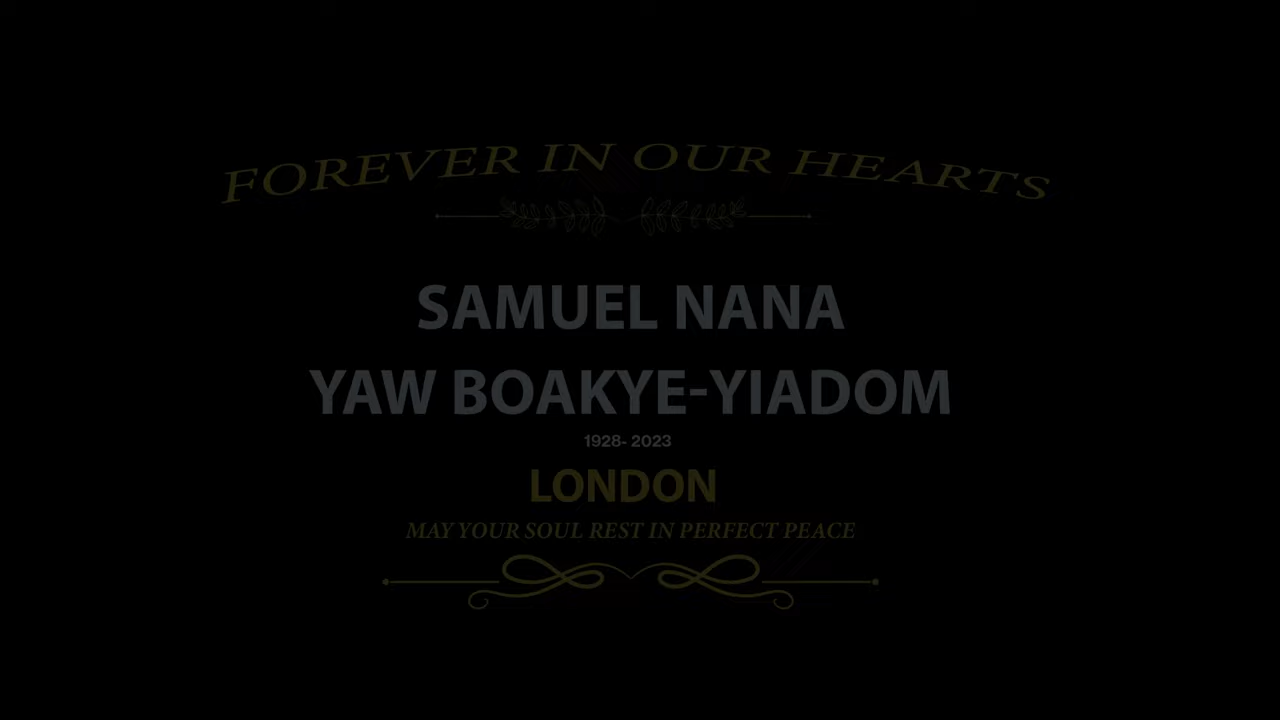 FOREVER IN OUR HEARTS
SAMUEL NANA
YAW BOAKYE-YIADOM
1928- 2023
LONDON
MAY YOUR SOUL REST IN PERFECT PEACE